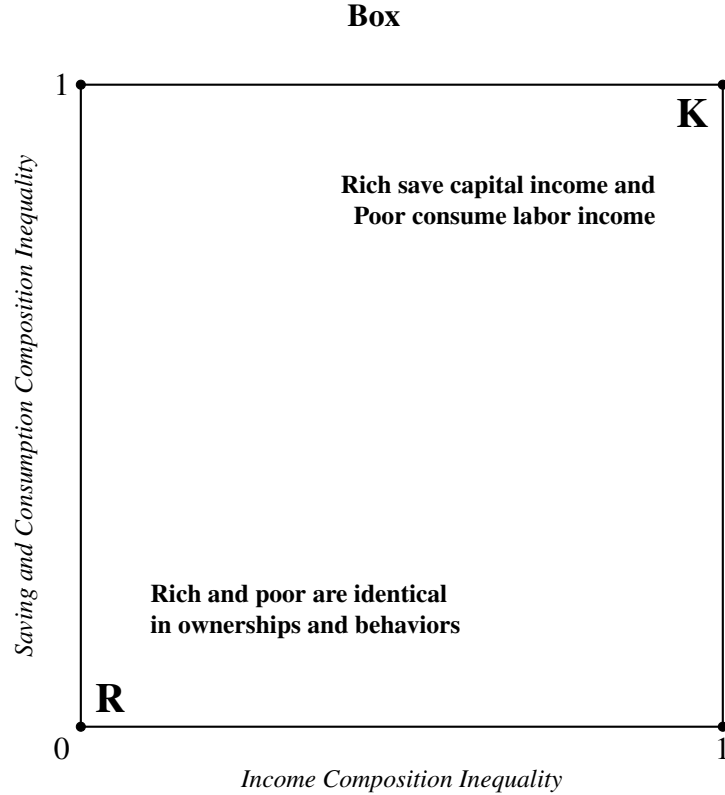 Box
1
K
Rich save capital income and
Poor consume labor income
Saving and Consumption Composition Inequality
Rich and poor are identical
in ownerships and behaviors
R
0
1
Income Composition Inequality